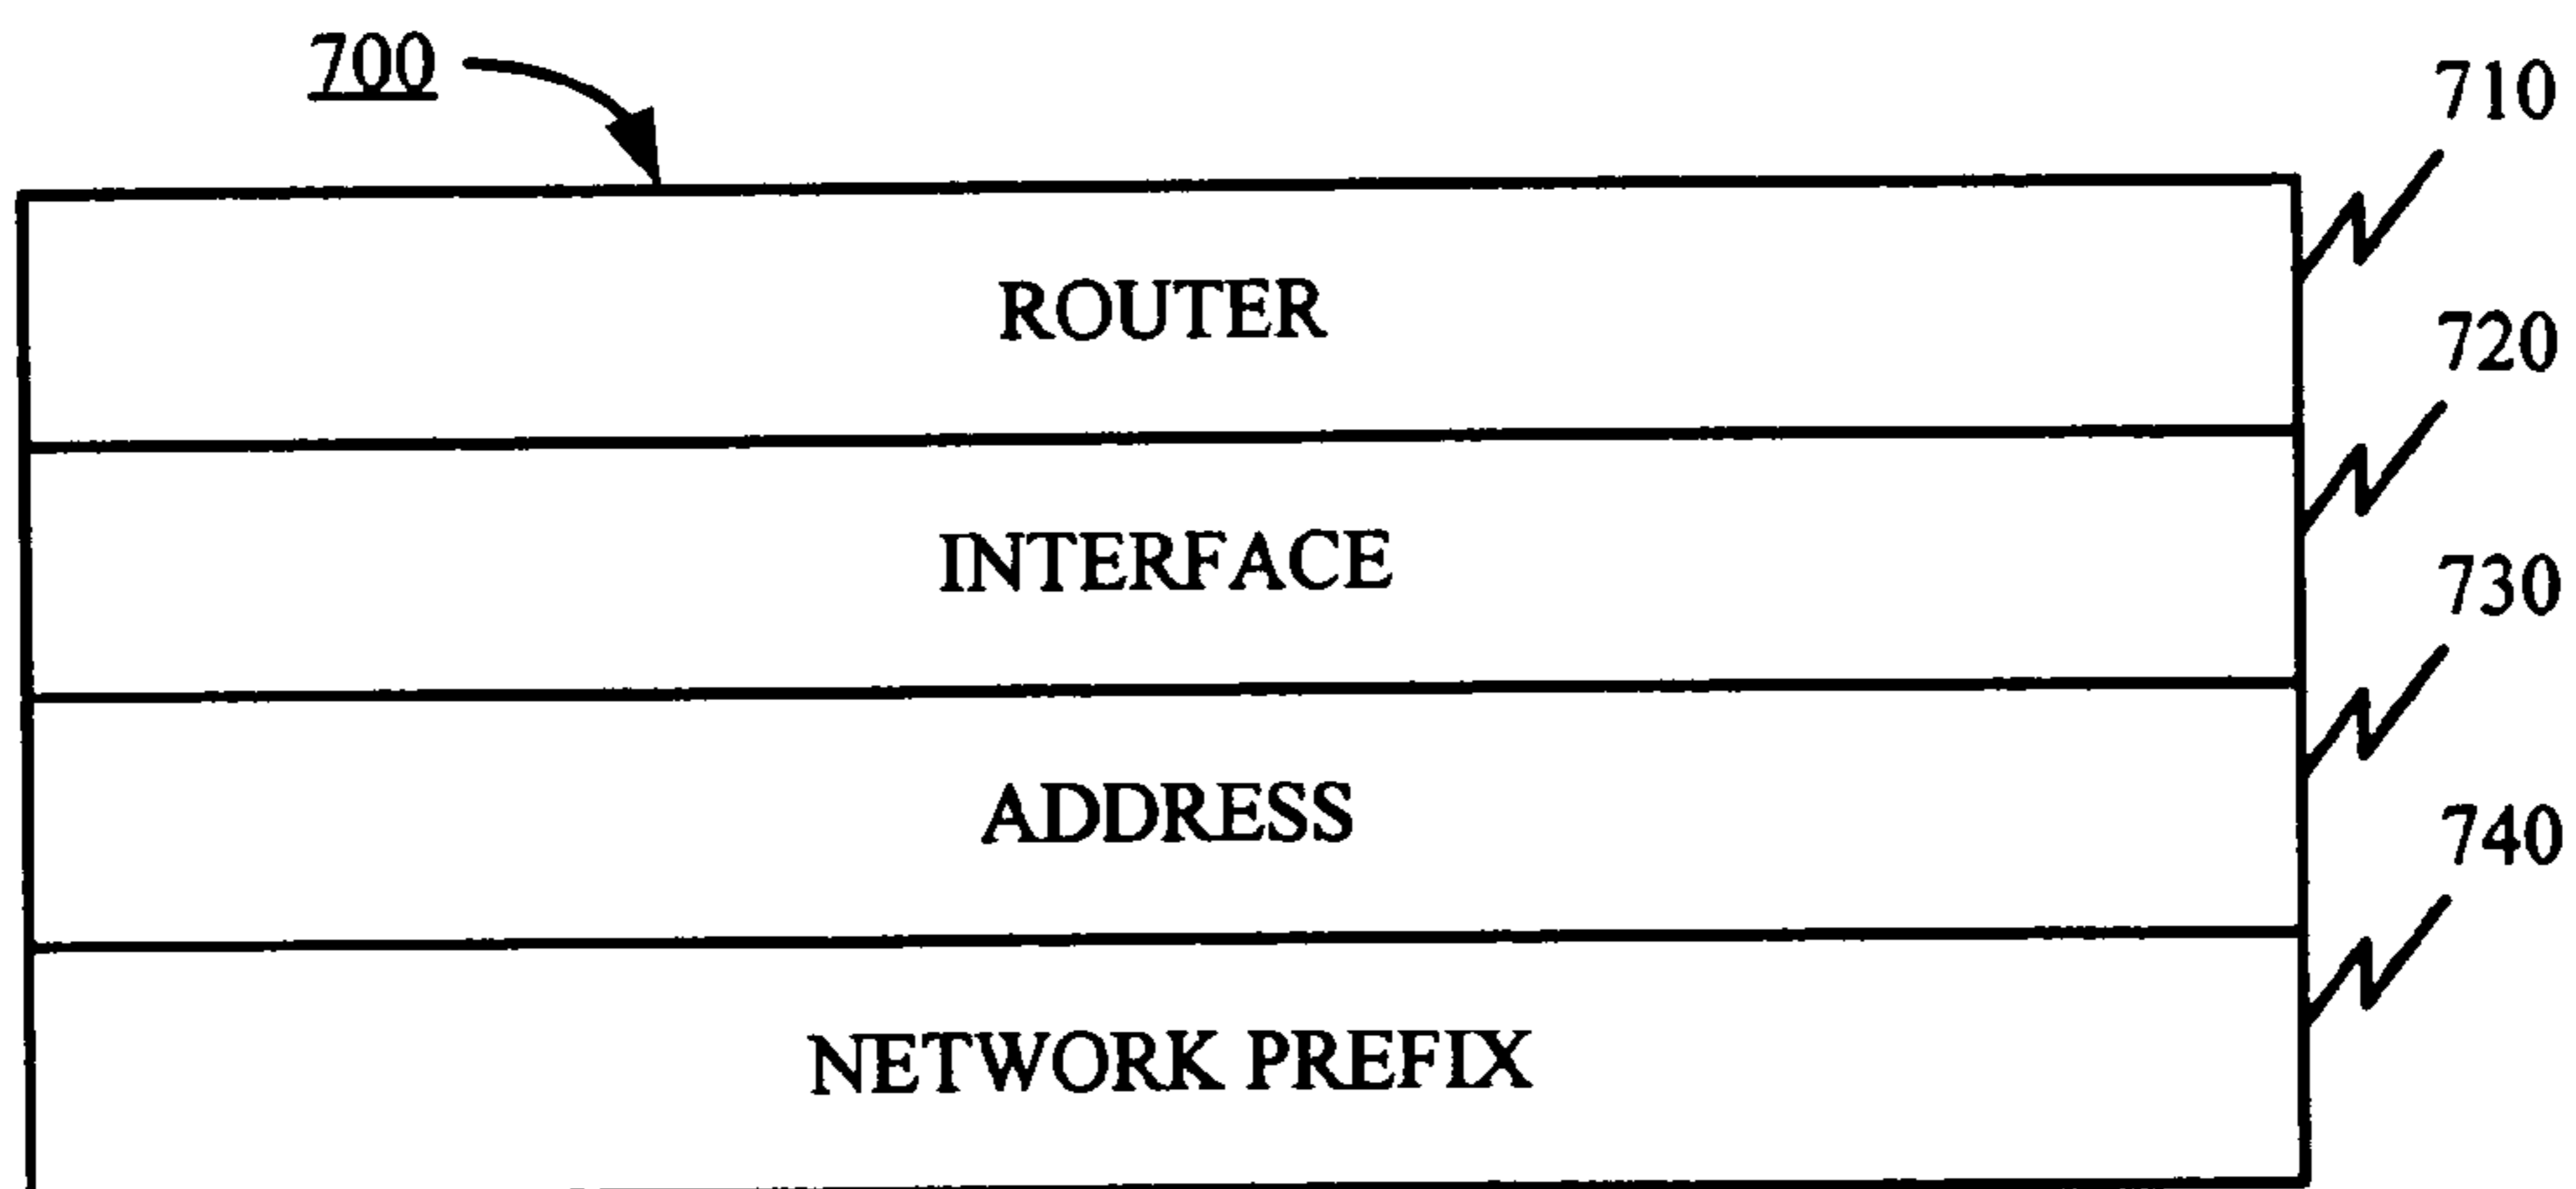 700
710
ROUTER
720
INTERFACE
730
ADDRESS
740
NETWORK PREFIX